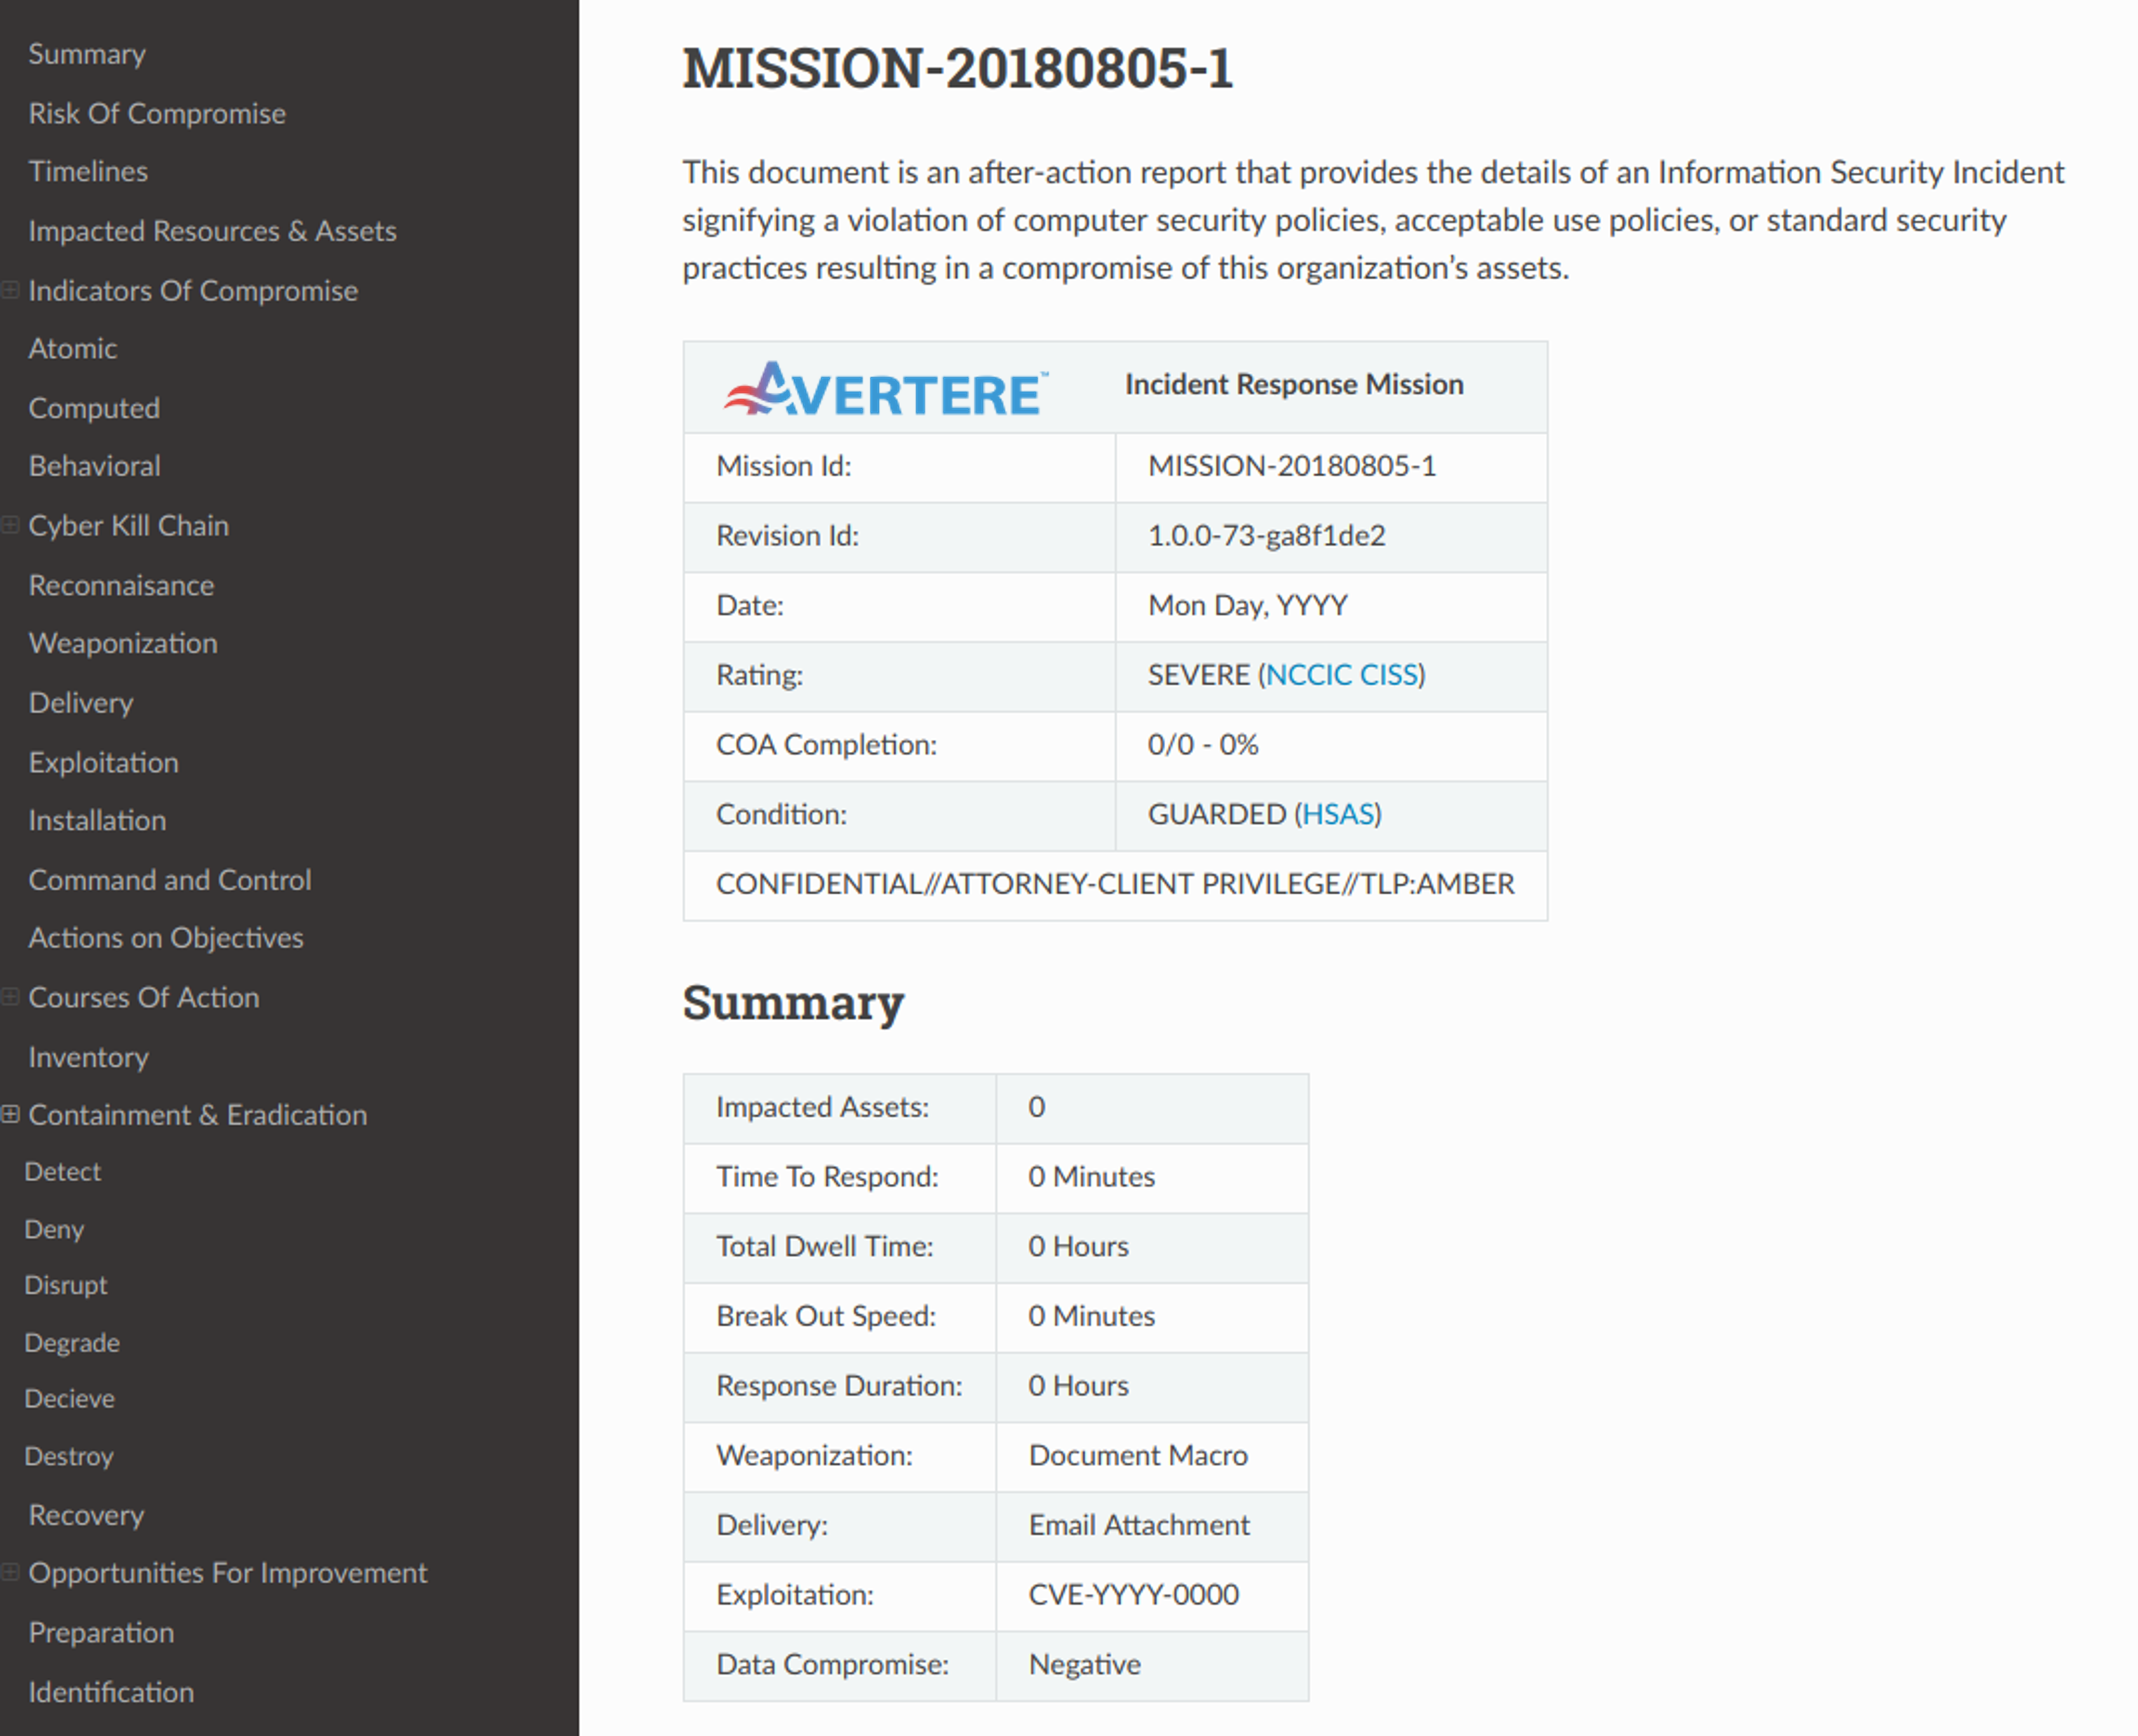 Summary
Risk Of Compromise
Timelines
Impacted Resources & Assets
Indicators Of Compromise
Atomic
Computed
Behavioral
Cyber Kill Chain
Reconnaisance
Weaponization
Delivery
Exploitation
Installation
Command and Control
Actions on Objectives
Courses Of Action
Inventory
Containment & Eradication
Detect
Deny
Disrupt
Degrade
Decieve
Destroy
Recovery
Opportunities For Improvement
Preparation
Identification
MISSION-20180805-1
This document is an after-action report that provides the details of an Information Security Incident
signifying a violation of computer security policies, acceptable use policies, or standard security
practices resulting in a compromise of this organization’s assets.
AVERTERE™ Incident Response Mission
Mission Id: MISSION-20180805-1
Revision Id: 1.0.0-73-ga8f1de2
Date: Mon Day, YYYY
Rating: SEVERE (NCCIC CISS)
COA Completion: 0/0 - 0%
Condition: GUARDED (HSAS)
CONFIDENTIAL//ATTORNEY-CLIENT PRIVILEGE//TLP:AMBER
Summary
Impacted Assets: 0
Time To Respond: 0 Minutes
Total Dwell Time: 0 Hours
Break Out Speed: 0 Minutes
Response Duration: 0 Hours
Weaponization: Document Macro
Delivery: Email Attachment
Exploitation: CVE-YYYY-0000
Data Compromise: Negative